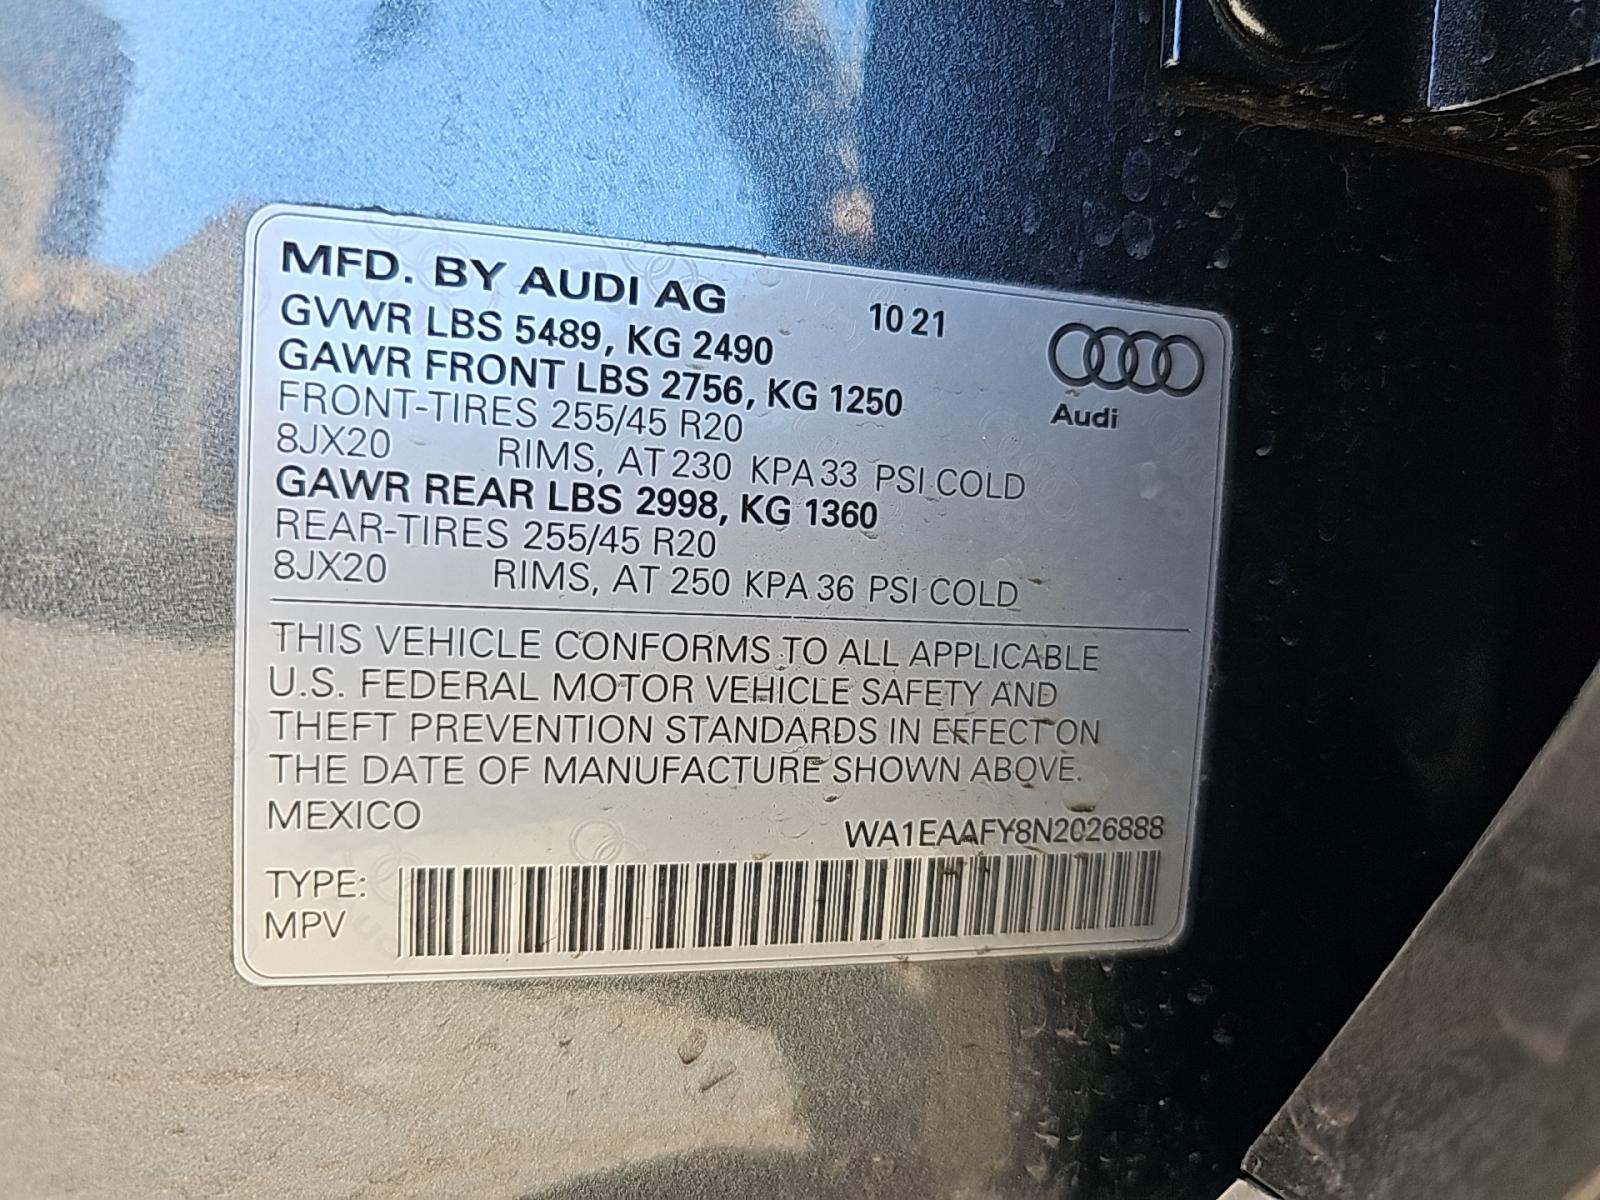 MFD. BY AUDI AG 10 21
GVWR LBS 5489, KG 2490
GAWR FRONT LBS 2756, KG 1250
FRONT-TIRES 255/45 R20
8JX20 RIMS, AT 230 KPA 33 PSI COLD
GAWR REAR LBS 2998, KG 1360
REAR-TIRES 255/45 R20
8JX20 RIMS, AT 250 KPA 36 PSI COLD
Audi
THIS VEHICLE CONFORMS TO ALL APPLICABLE
U.S. FEDERAL MOTOR VEHICLE SAFETY AND
THEFT PREVENTION STANDARDS IN EFFECT ON
THE DATE OF MANUFACTURE SHOWN ABOVE.
MEXICO
WA1EAAFY8N2026888
TYPE:
MPV